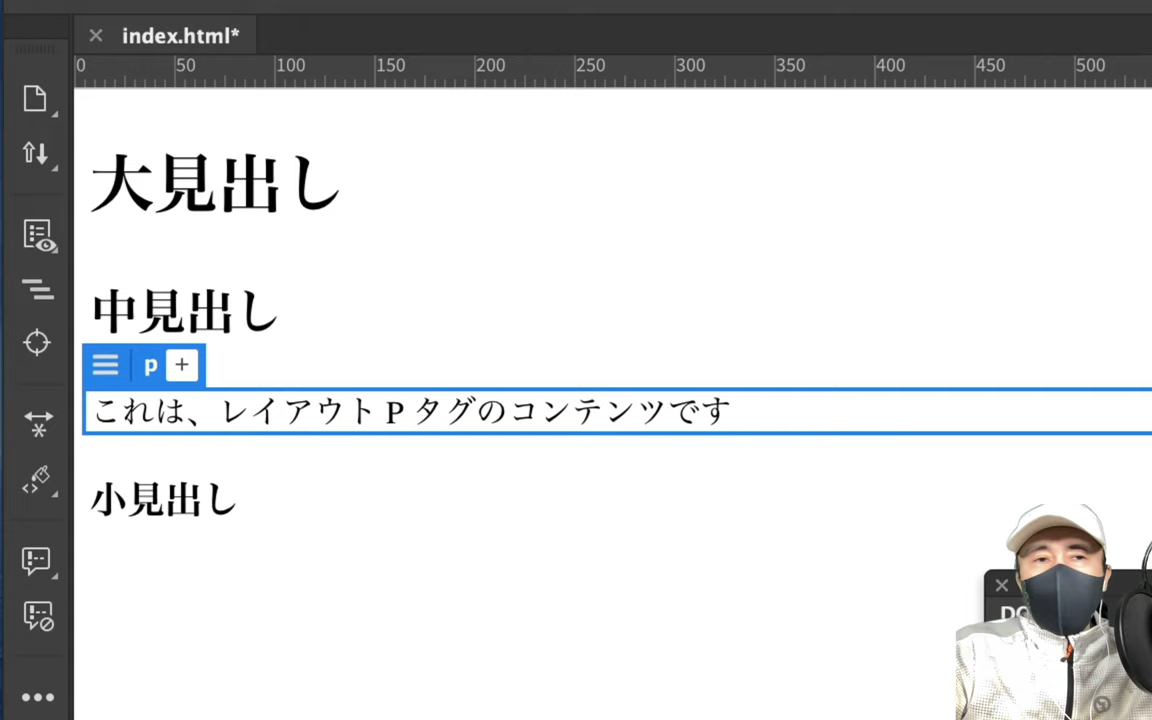 index.html*
0 50 100 150 200 250 300 350 400 450 500
大見出し
中見出し
p +
これは、レイアウト P タグのコンテンツです
小見出し